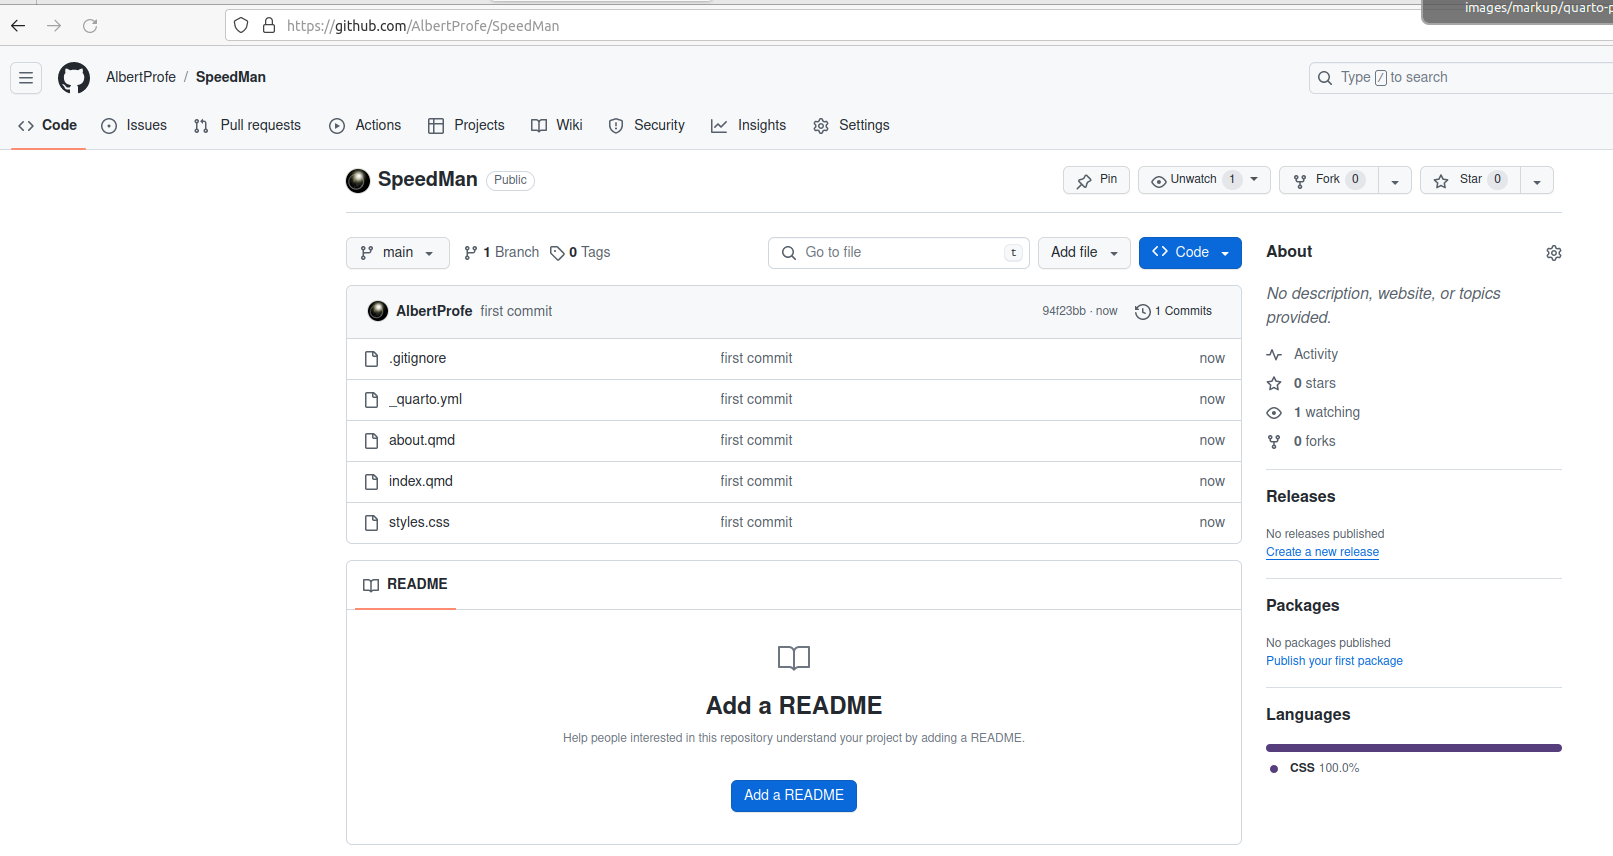 images/markup/quarto-p
https://github.com/AlbertProfe/SpeedMan
AlbertProfe / SpeedMan
Type / to search
Code Issues Pull requests Actions Projects Wiki Security Insights Settings
SpeedMan Public
Pin Unwatch 1 Fork 0 Star 0
main 1 Branch 0 Tags Go to file t Add file Code
AlbertProfe first commit 94f23bb · now 1 Commits
.gitignore first commit now
_quarto.yml first commit now
about.qmd first commit now
index.qmd first commit now
styles.css first commit now
README
Add a README
Help people interested in this repository understand your project by adding a README.
Add a README
About
No description, website, or topics
provided.
Activity
0 stars
1 watching
0 forks
Releases
No releases published
Create a new release
Packages
No packages published
Publish your first package
Languages
CSS 100.0%